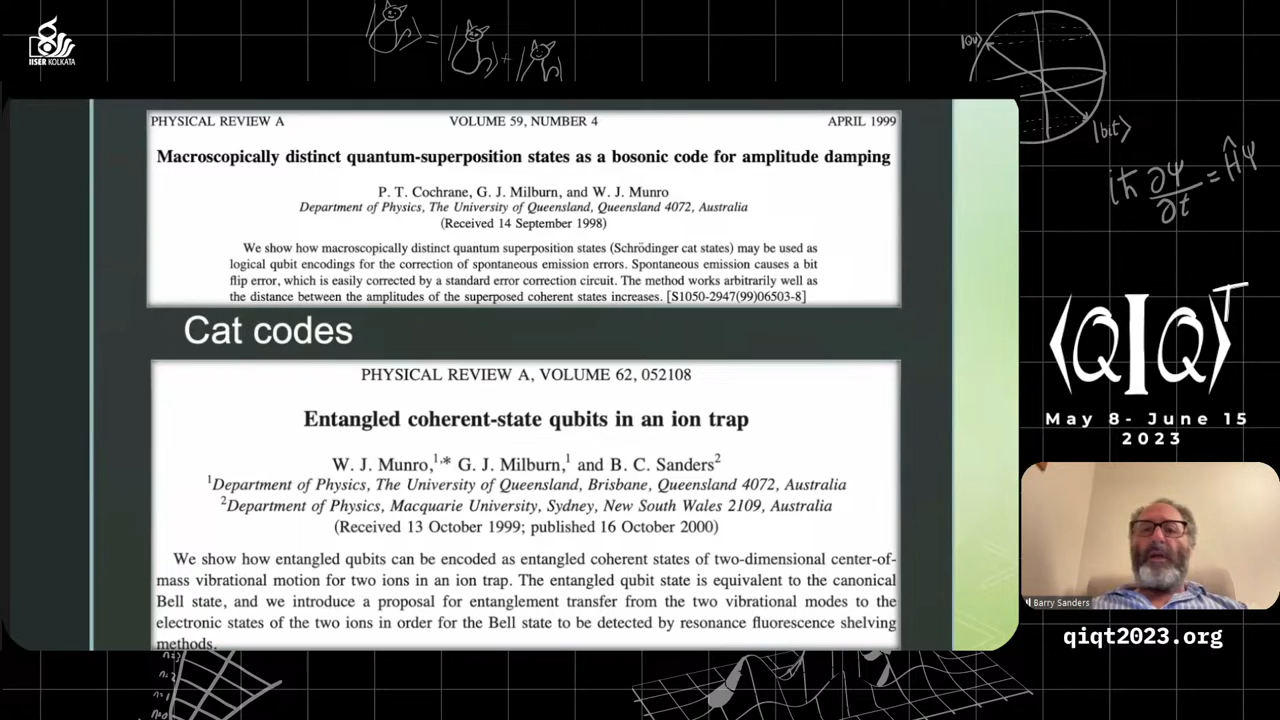 IISER KOLKATA
|Qu⟩
|bit⟩
iħ ∂ψ/∂t = Ĥψ
PHYSICAL REVIEW A VOLUME 59, NUMBER 4 APRIL 1999
Macroscopically distinct quantum-superposition states as a bosonic code for amplitude damping
P. T. Cochrane, G. J. Milburn, and W. J. Munro
Department of Physics, The University of Queensland, Queensland 4072, Australia
(Received 14 September 1998)
We show how macroscopically distinct quantum superposition states (Schrödinger cat states) may be used as
logical qubit encodings for the correction of spontaneous emission errors. Spontaneous emission causes a bit
flip error, which is easily corrected by a standard error correction circuit. The method works arbitrarily well as
the distance between the amplitudes of the superposed coherent states increases. [S1050-2947(99)06503-8]
Cat codes
PHYSICAL REVIEW A, VOLUME 62, 052108
Entangled coherent-state qubits in an ion trap
W. J. Munro,1,* G. J. Milburn,1 and B. C. Sanders2
1Department of Physics, The University of Queensland, Brisbane, Queensland 4072, Australia
2Department of Physics, Macquarie University, Sydney, New South Wales 2109, Australia
(Received 13 October 1999; published 16 October 2000)
We show how entangled qubits can be encoded as entangled coherent states of two-dimensional center-of-
mass vibrational motion for two ions in an ion trap. The entangled qubit state is equivalent to the canonical
Bell state, and we introduce a proposal for entanglement transfer from the two vibrational modes to the
electronic states of the two ions in order for the Bell state to be detected by resonance fluorescence shelving
methods.
⟨QIQ⟩T
May 8- June 15
2023
Barry Sanders
qiqt2023.org
n=2
n=1
n=0